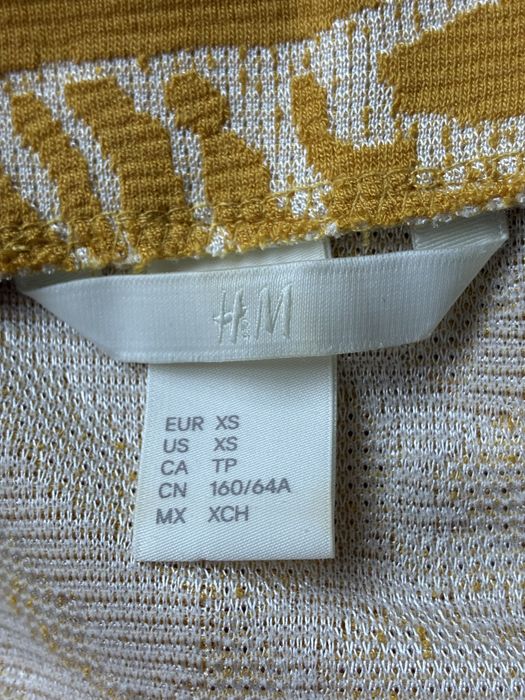 H&M
EUR XS
US XS
CA TP
CN 160/64A
MX XCH